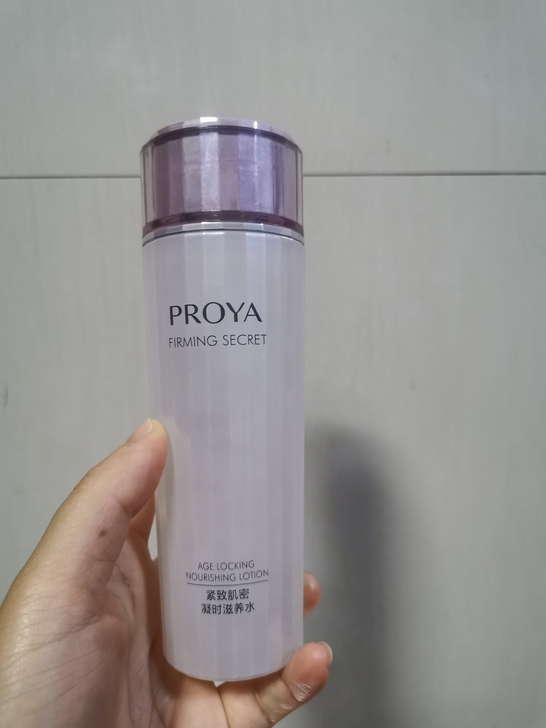 PROYA
FIRMING SECRET
AGE LOCKING
NOURISHING LOTION
紧致肌密
凝时滋养水